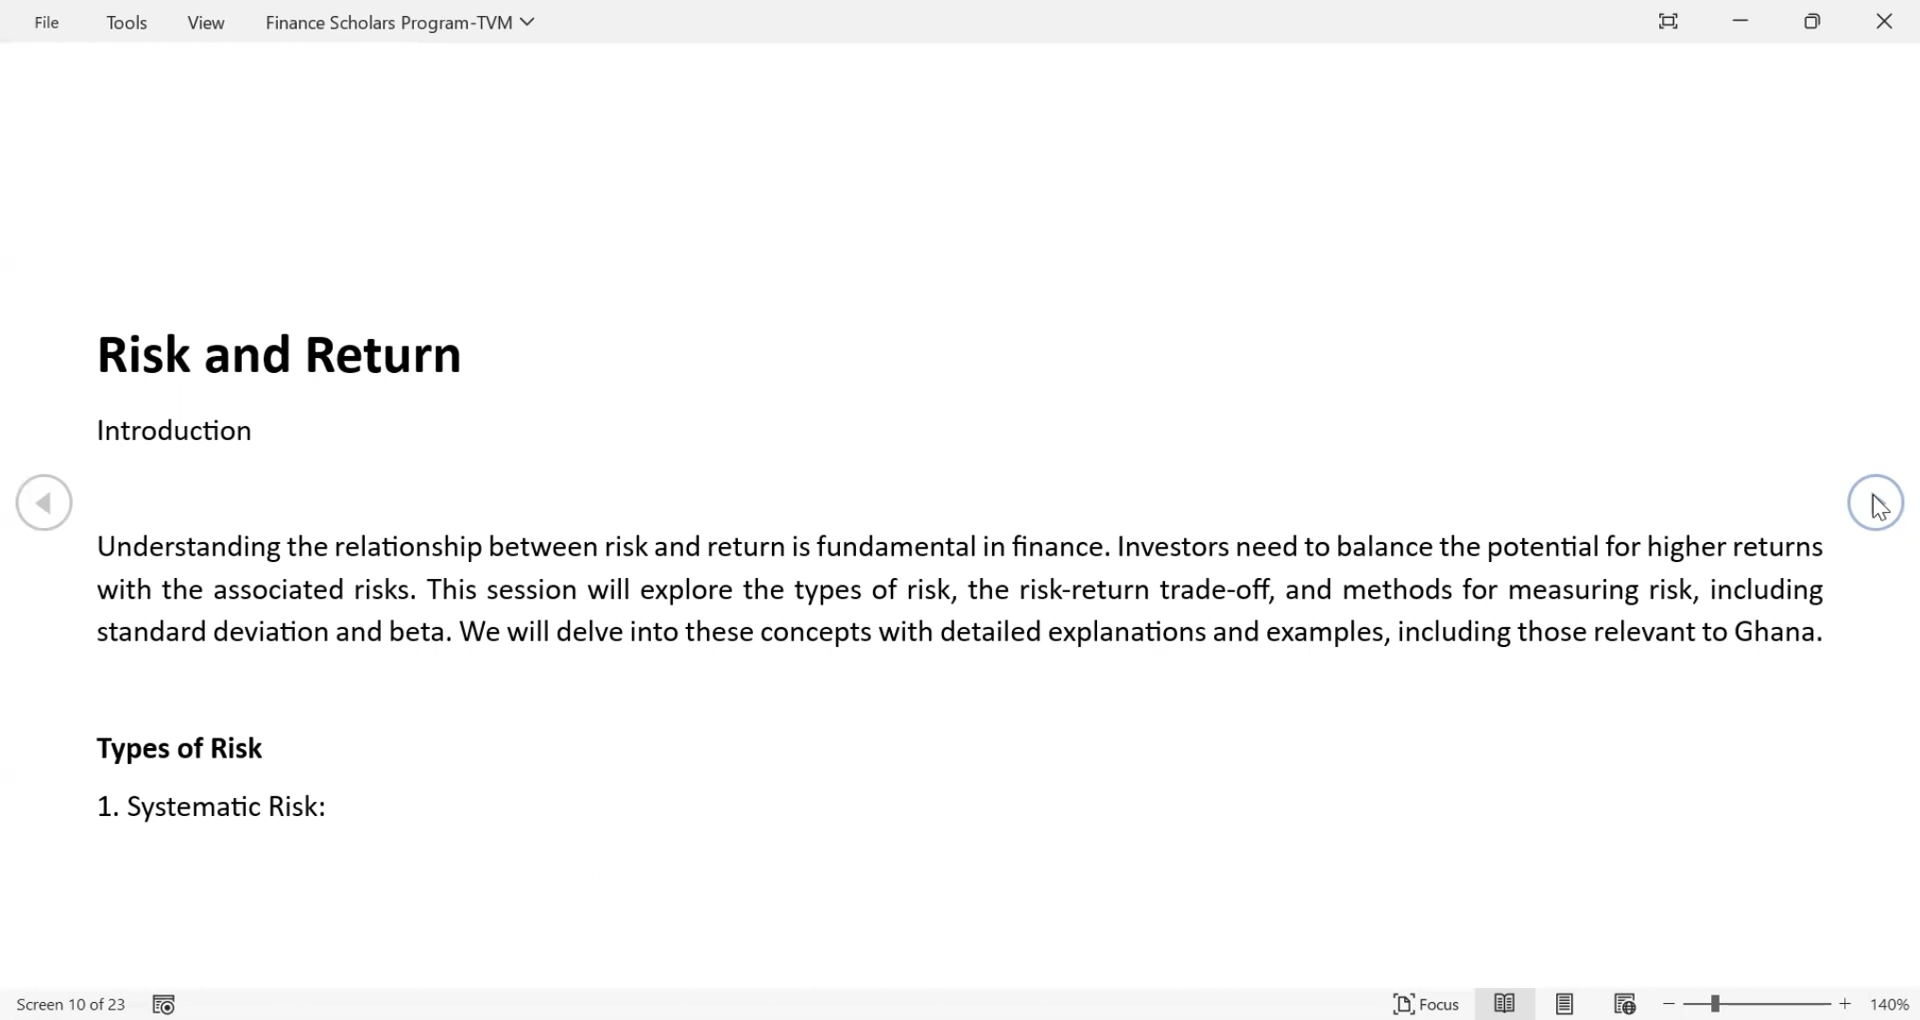 File Tools View Finance Scholars Program-TVM
Risk and Return
Introduction
Understanding the relationship between risk and return is fundamental in finance. Investors need to balance the potential for higher returns
with the associated risks. This session will explore the types of risk, the risk-return trade-off, and methods for measuring risk, including
standard deviation and beta. We will delve into these concepts with detailed explanations and examples, including those relevant to Ghana.
Types of Risk
1. Systematic Risk:
Screen 10 of 23 Focus 140%